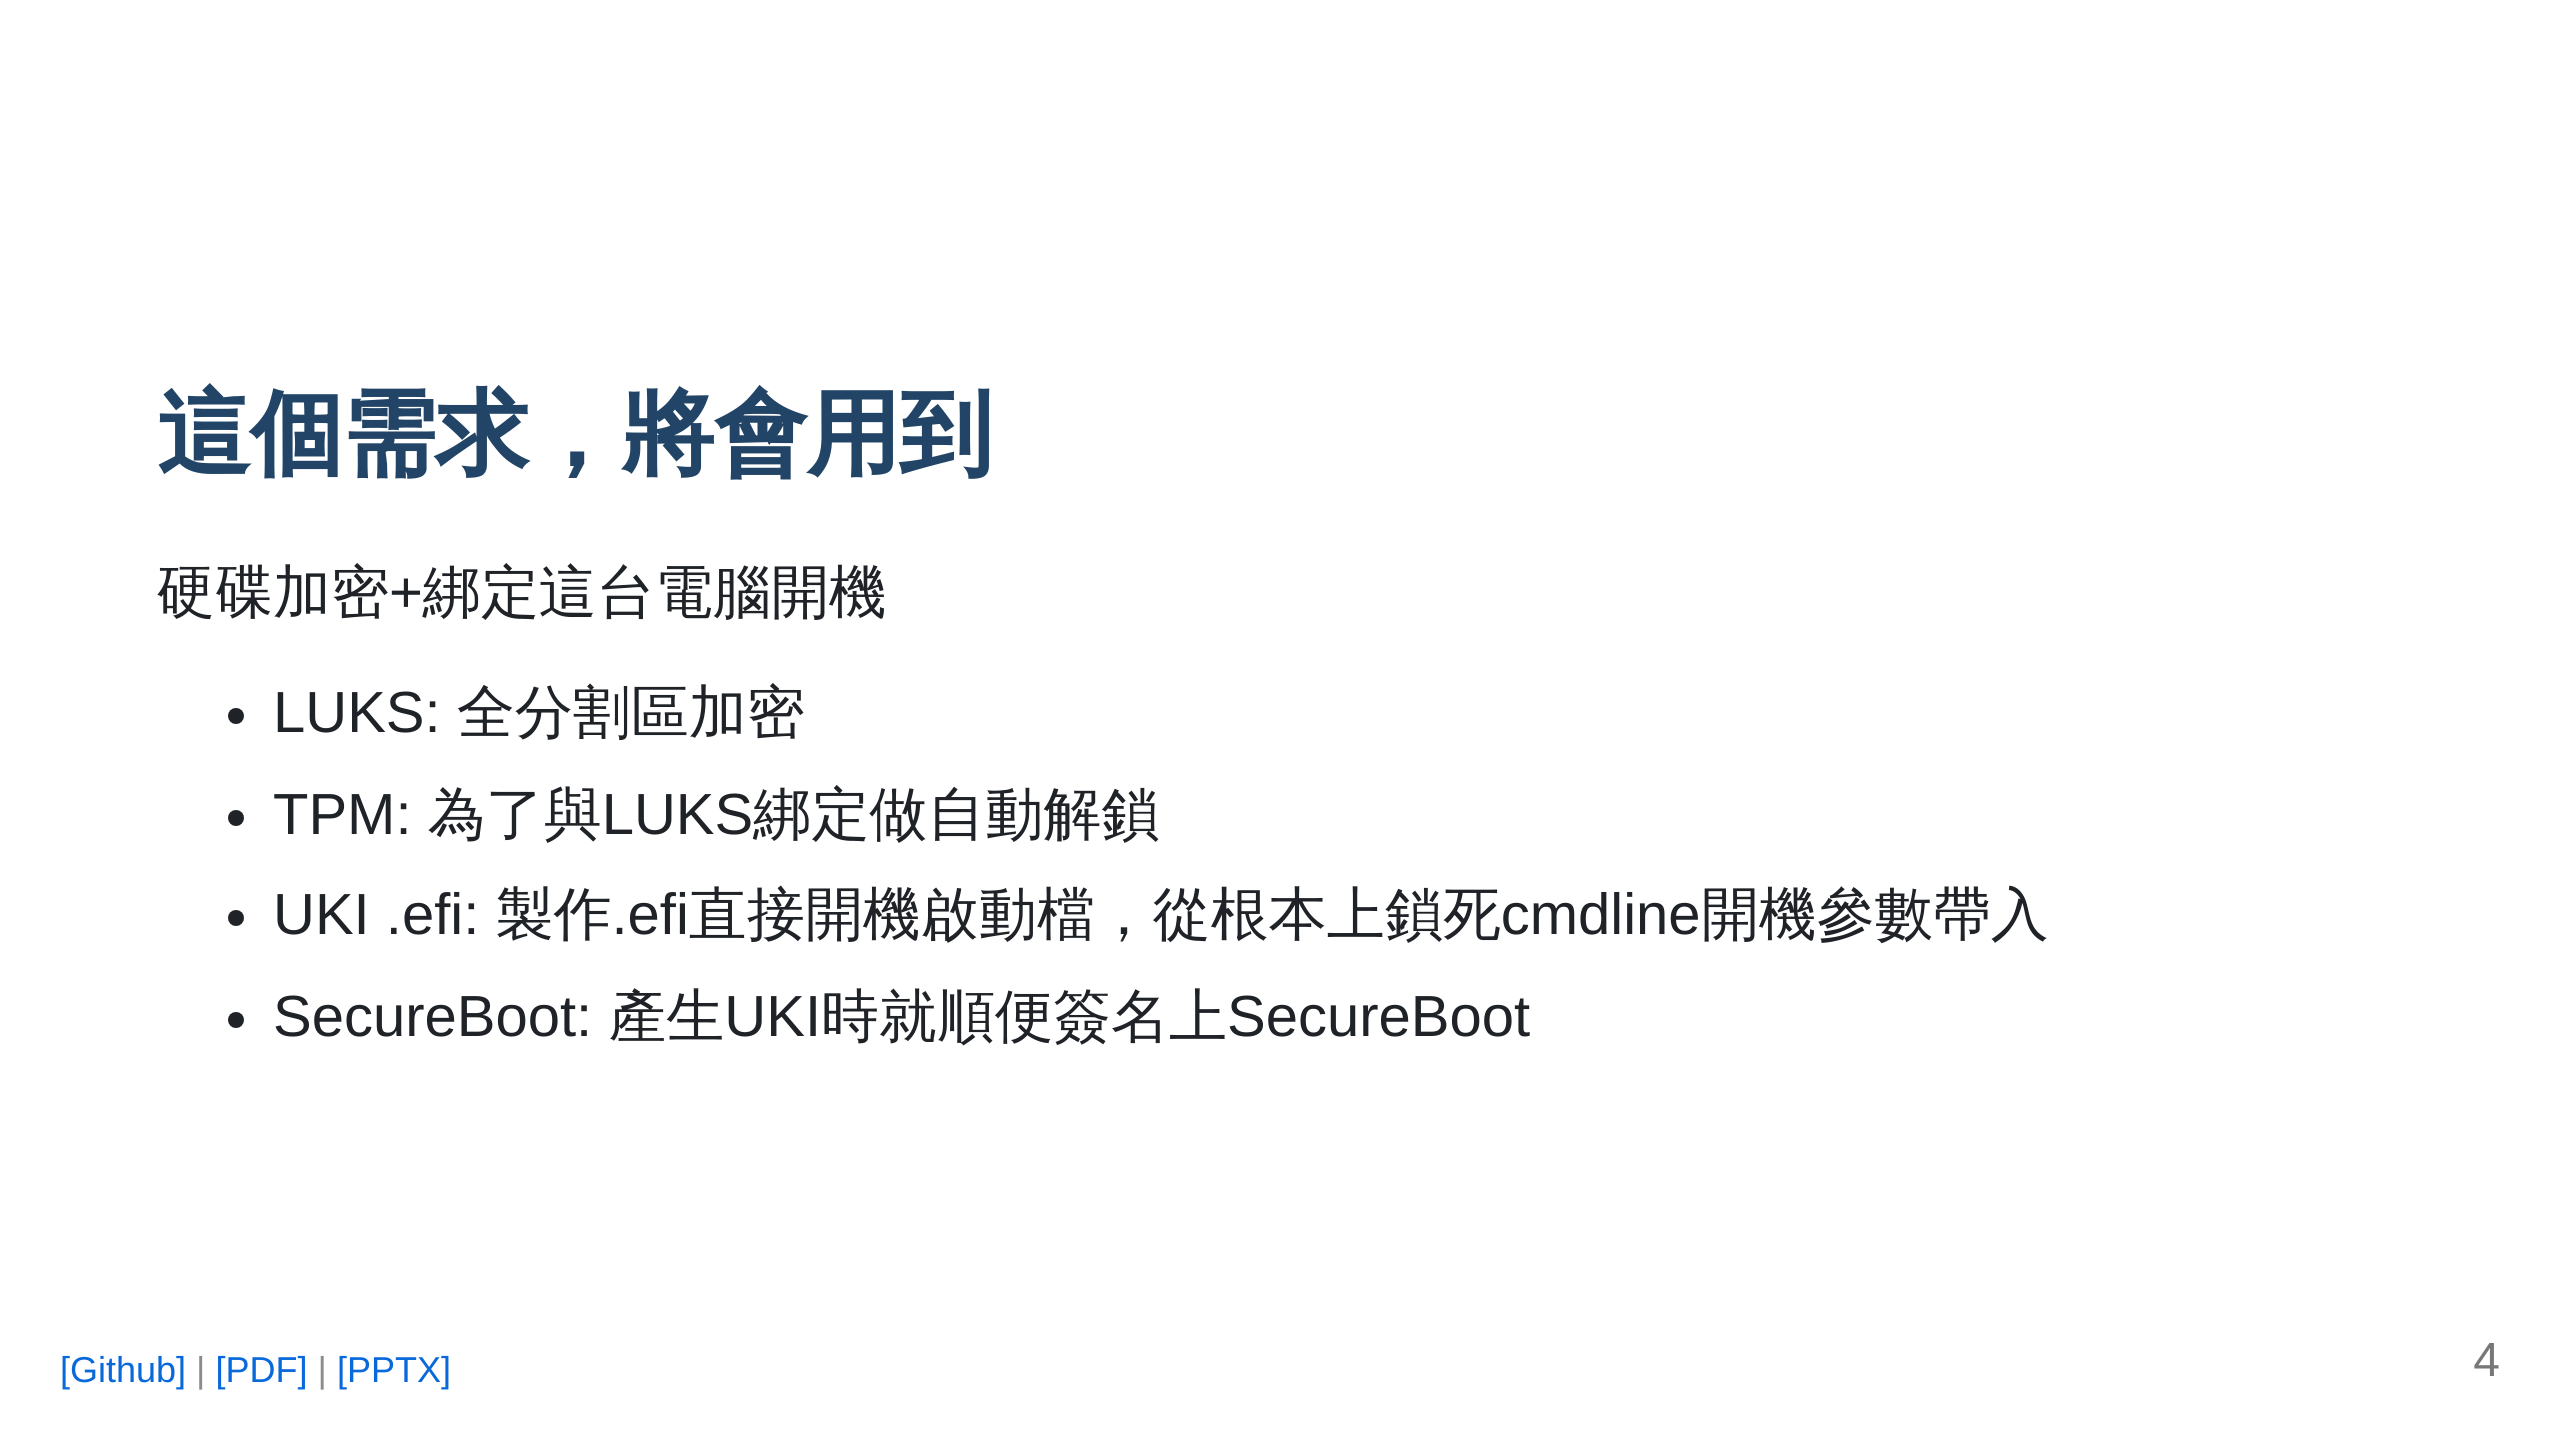 這個需求，將會用到
硬碟加密+綁定這台電腦開機
• LUKS: 全分割區加密
• TPM: 為了與LUKS綁定做自動解鎖
• UKI .efi: 製作.efi直接開機啟動檔，從根本上鎖死cmdline開機參數帶入
• SecureBoot: 產生UKI時就順便簽名上SecureBoot
[Github] | [PDF] | [PPTX]
4